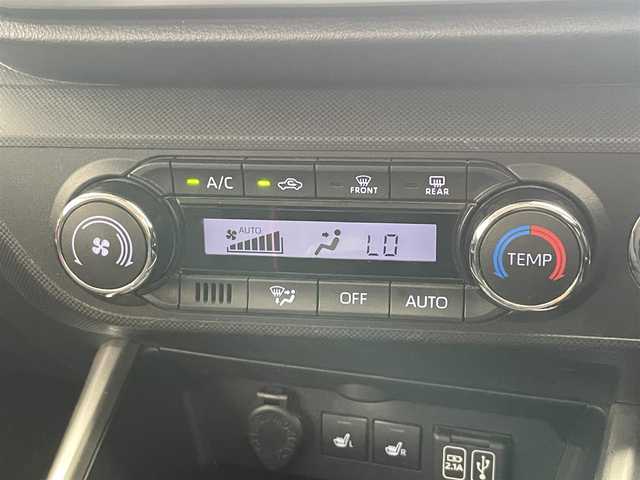 A/C
FRONT
REAR
AUTO
LO
TEMP
OFF
AUTO
L
R
2.1A